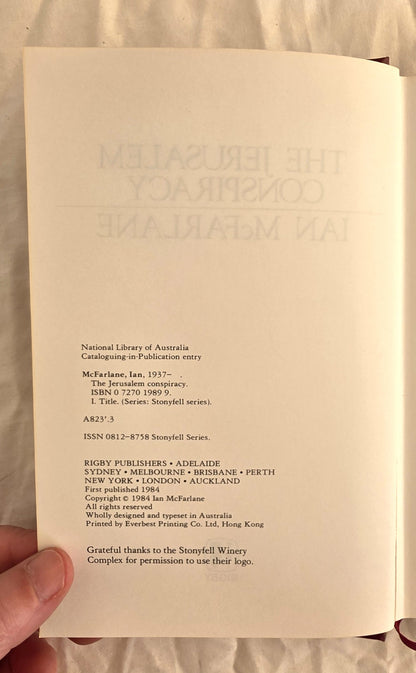 THE JERUSALEM
CONSPIRACY
IAN McFARLANE
National Library of Australia
Cataloguing-in-Publication entry
McFarlane, Ian, 1937– .
The Jerusalem conspiracy.
ISBN 0 7270 1989 9.
I. Title. (Series: Stonyfell series).
A823'.3
ISSN 0812–8758 Stonyfell Series.
RIGBY PUBLISHERS • ADELAIDE
SYDNEY • MELBOURNE • BRISBANE • PERTH
NEW YORK • LONDON • AUCKLAND
First published 1984
Copyright © 1984 Ian McFarlane
All rights reserved
Wholly designed and typeset in Australia
Printed by Everbest Printing Co. Ltd, Hong Kong
Grateful thanks to the Stonyfell Winery
Complex for permission to use their logo.
RIGBY